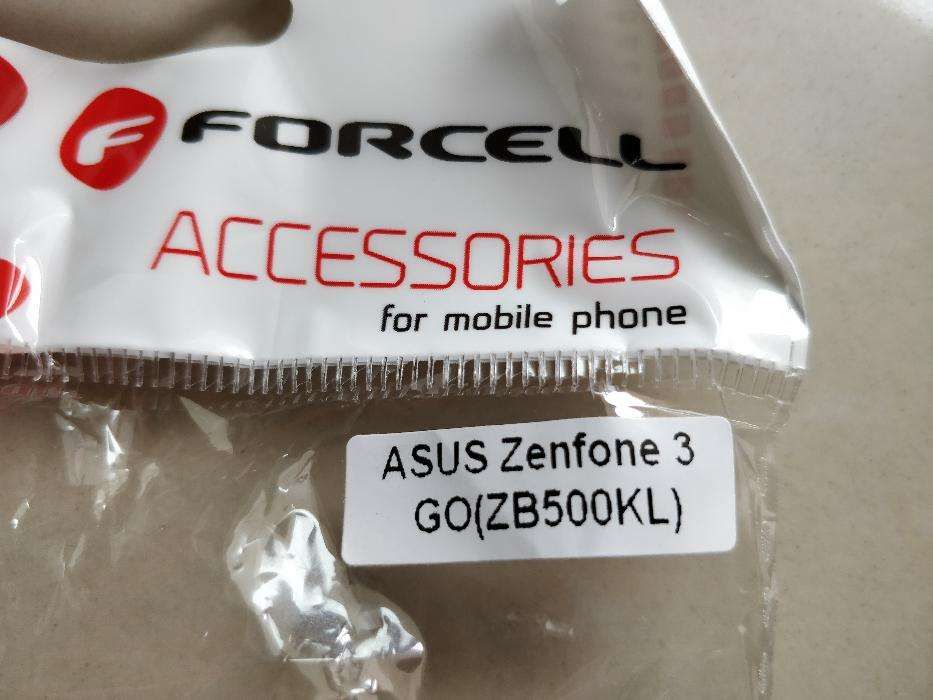 FORCELL
ACCESSORIES
for mobile phone
ASUS Zenfone 3
GO(ZB500KL)